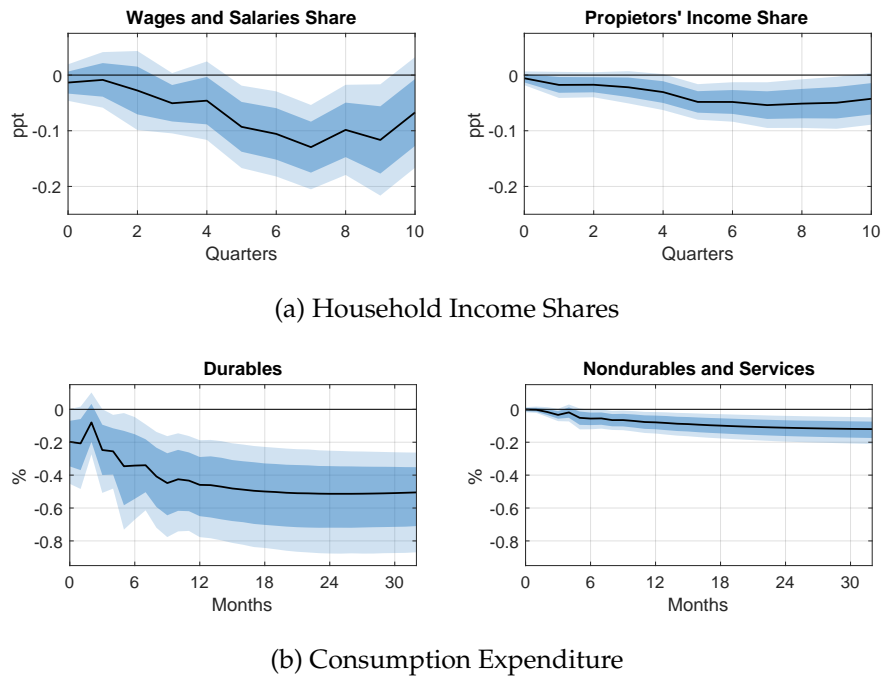 Wages and Salaries Share
Propietors' Income Share
0
-0.1
-0.2
ppt
0 2 4 6 8 10
Quarters
0
-0.1
-0.2
ppt
0 2 4 6 8 10
Quarters
(a) Household Income Shares
Durables
Nondurables and Services
0
-0.2
-0.4
-0.6
-0.8
%
0 6 12 18 24 30
Months
0
-0.2
-0.4
-0.6
-0.8
%
0 6 12 18 24 30
Months
(b) Consumption Expenditure